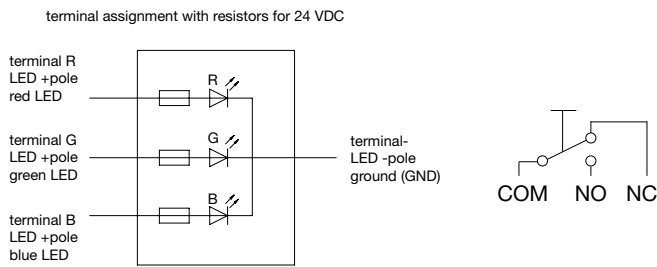 terminal assignment with resistors for 24 VDC
terminal R
LED +pole
red LED
R
terminal G
LED +pole
green LED
G
terminal-
LED -pole
ground (GND)
terminal B
LED +pole
blue LED
B
COM NO NC